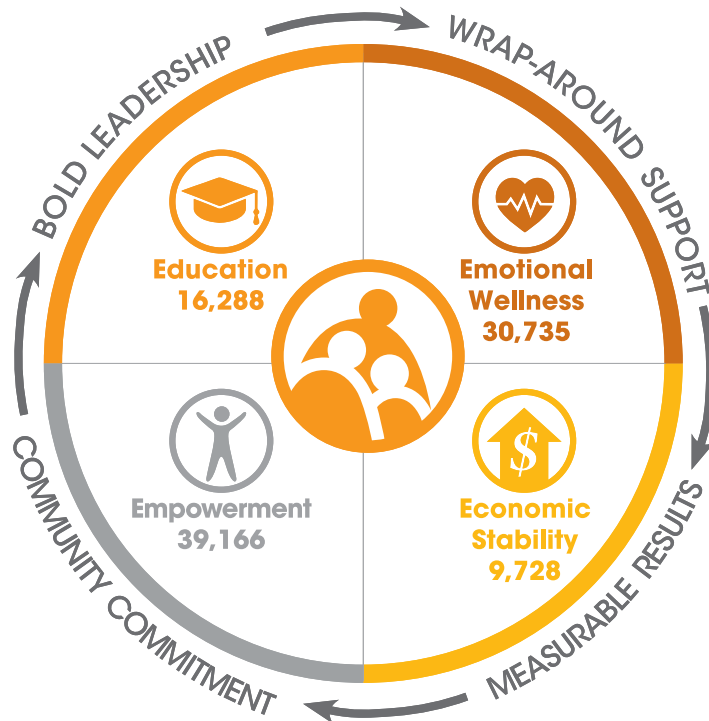 BOLD LEADERSHIP
WRAP-AROUND SUPPORT
Education
16,288
Emotional
Wellness
30,735
Empowerment
39,166
$
Economic
Stability
9,728
COMMUNITY COMMITMENT
MEASURABLE RESULTS